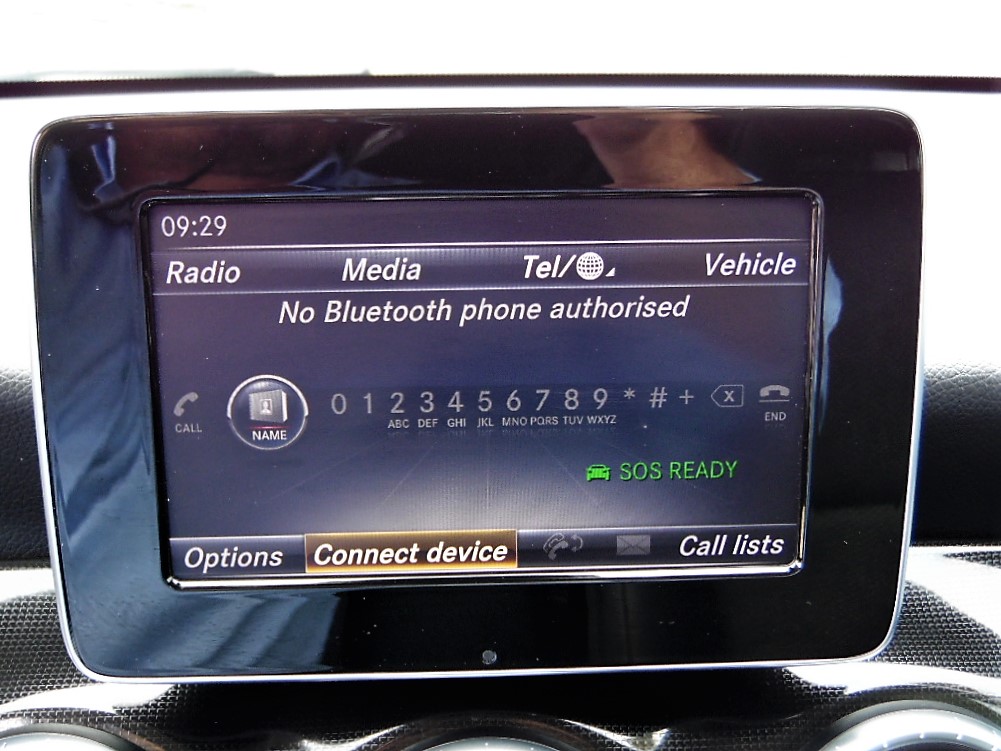 09:29
Radio Media Tel/ Vehicle
No Bluetooth phone authorised
CALL NAME 0 1 2 3 4 5 6 7 8 9 * # + END
ABC DEF GHI JKL MNO PQRS TUV WXYZ
SOS READY
Options Connect device Call lists